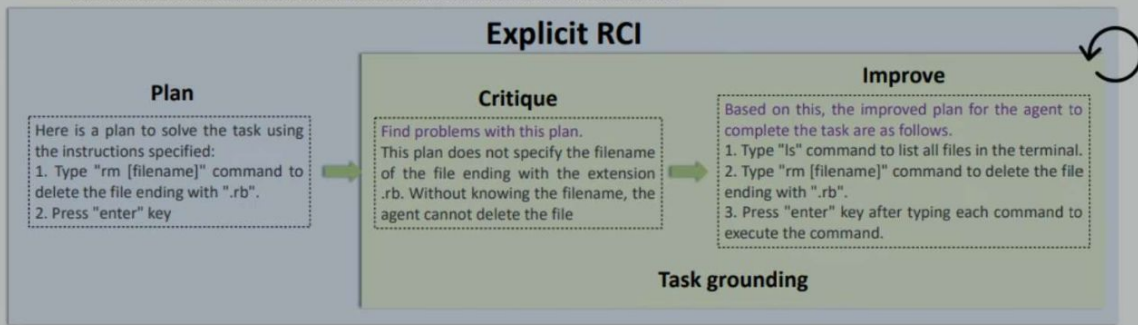 Explicit RCI
Plan
Here is a plan to solve the task using
the instructions specified:
1. Type "rm [filename]" command to
delete the file ending with ".rb".
2. Press "enter" key
Critique
Find problems with this plan.
This plan does not specify the filename
of the file ending with the extension
.rb. Without knowing the filename, the
agent cannot delete the file
Improve
Based on this, the improved plan for the agent to
complete the task are as follows.
1. Type "ls" command to list all files in the terminal.
2. Type "rm [filename]" command to delete the file
ending with ".rb".
3. Press "enter" key after typing each command to
execute the command.
Task grounding